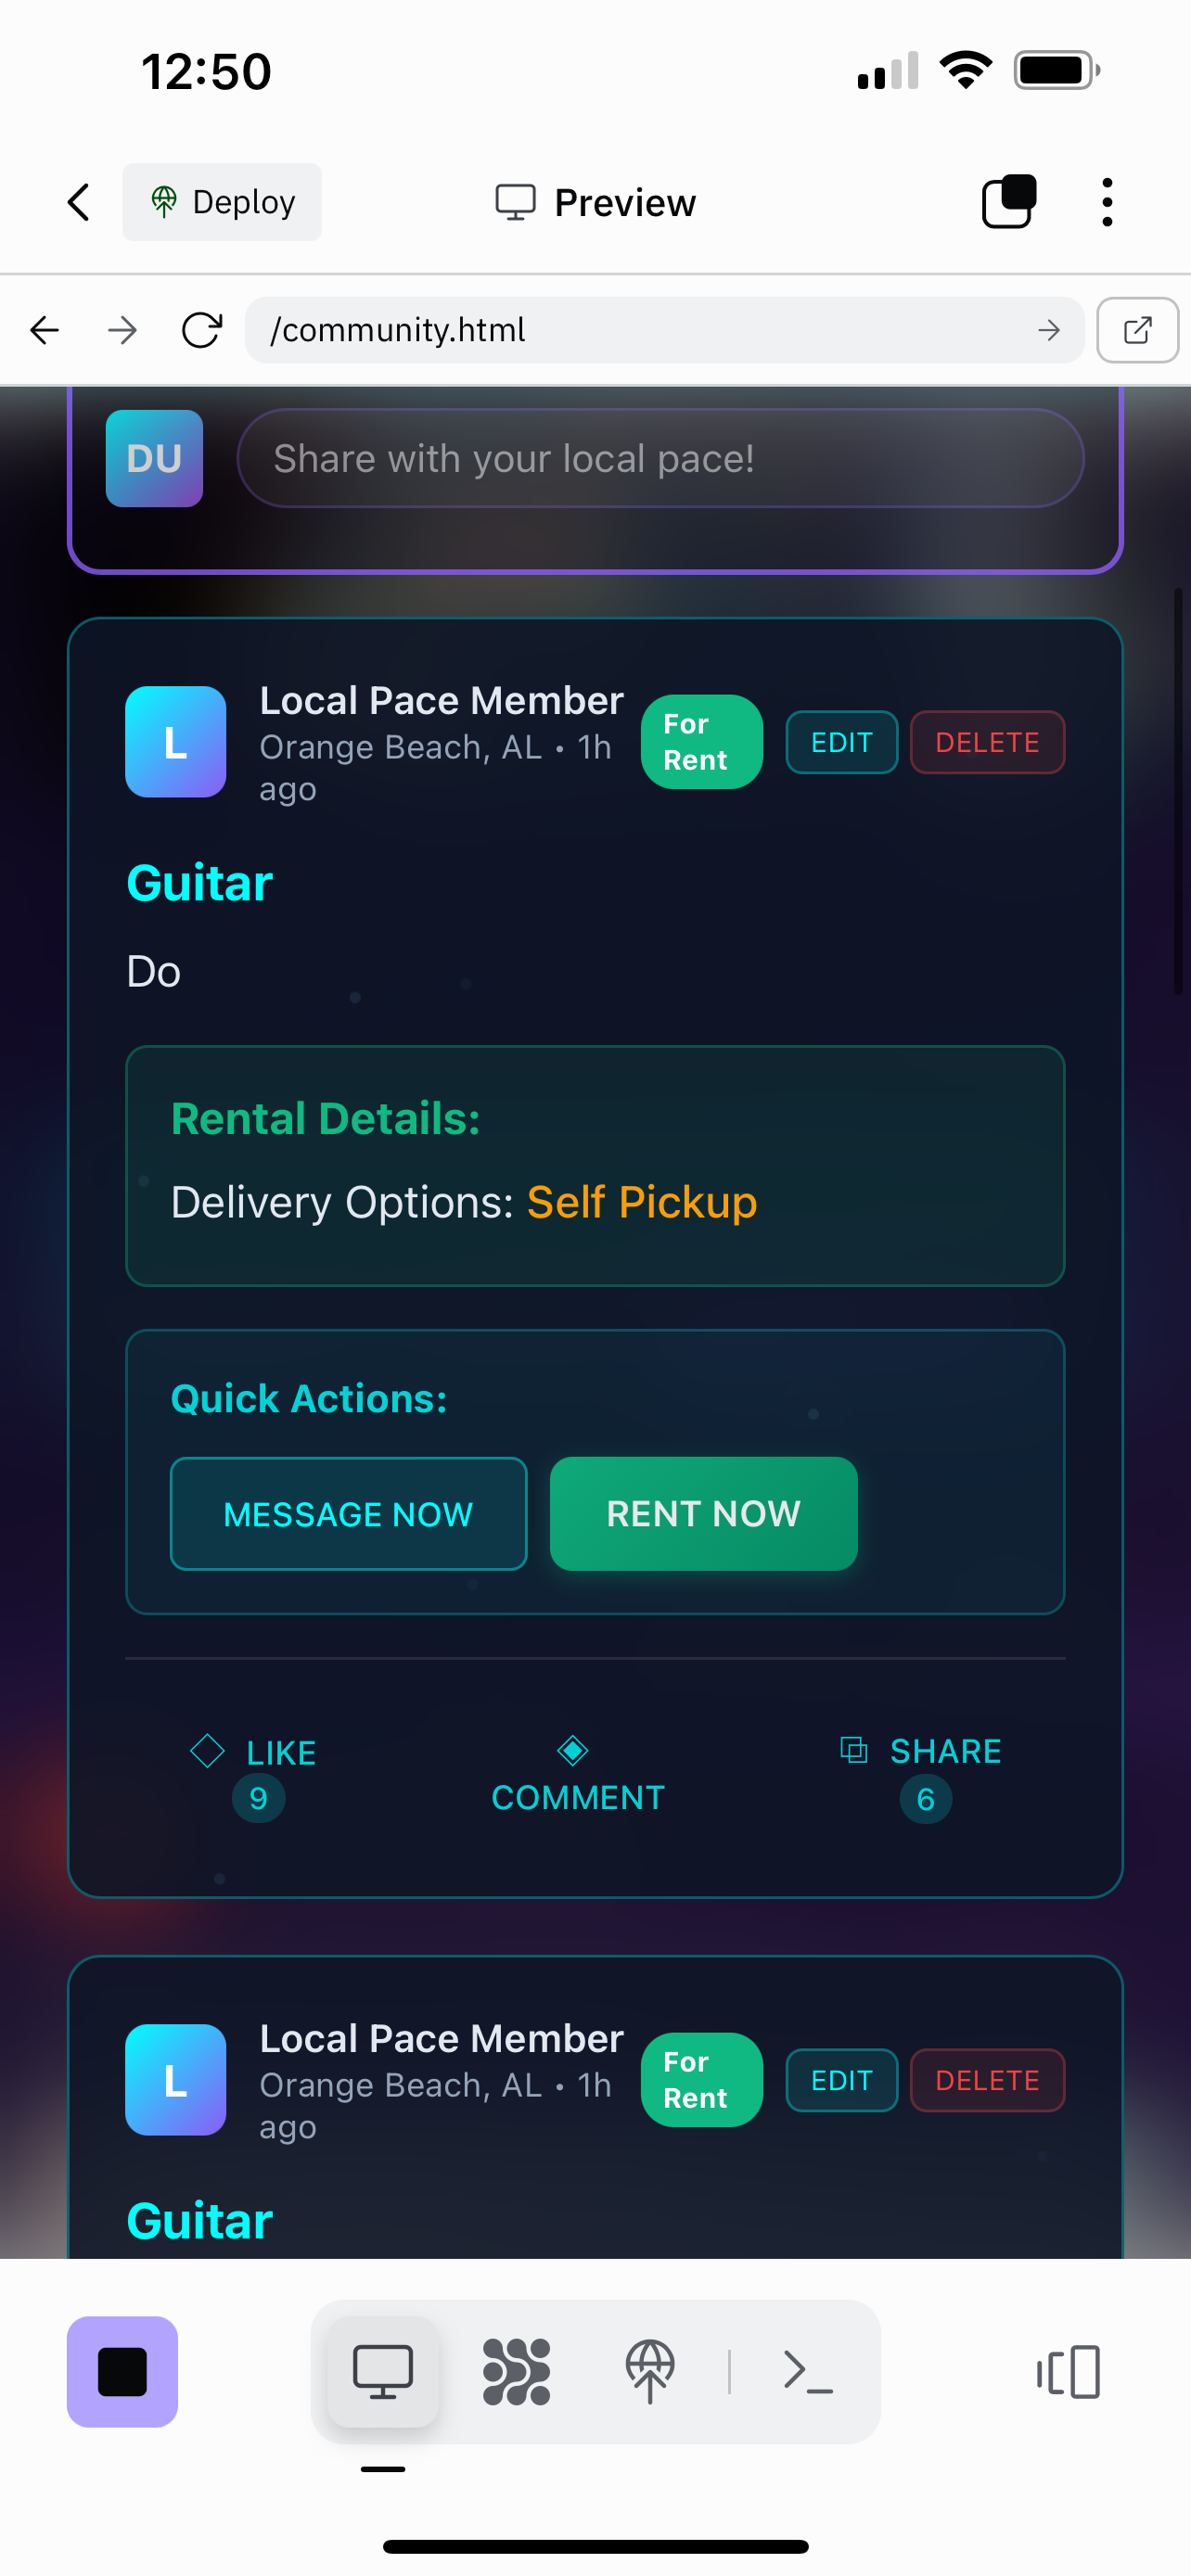 12:50
Deploy
Preview
/community.html
DU
Share with your local pace!
L
Local Pace Member
Orange Beach, AL • 1h
ago
For
Rent
EDIT
DELETE
Guitar
Do
Rental Details:
Delivery Options: Self Pickup
Quick Actions:
MESSAGE NOW
RENT NOW
LIKE
9
COMMENT
SHARE
6
L
Local Pace Member
Orange Beach, AL • 1h
ago
For
Rent
EDIT
DELETE
Guitar